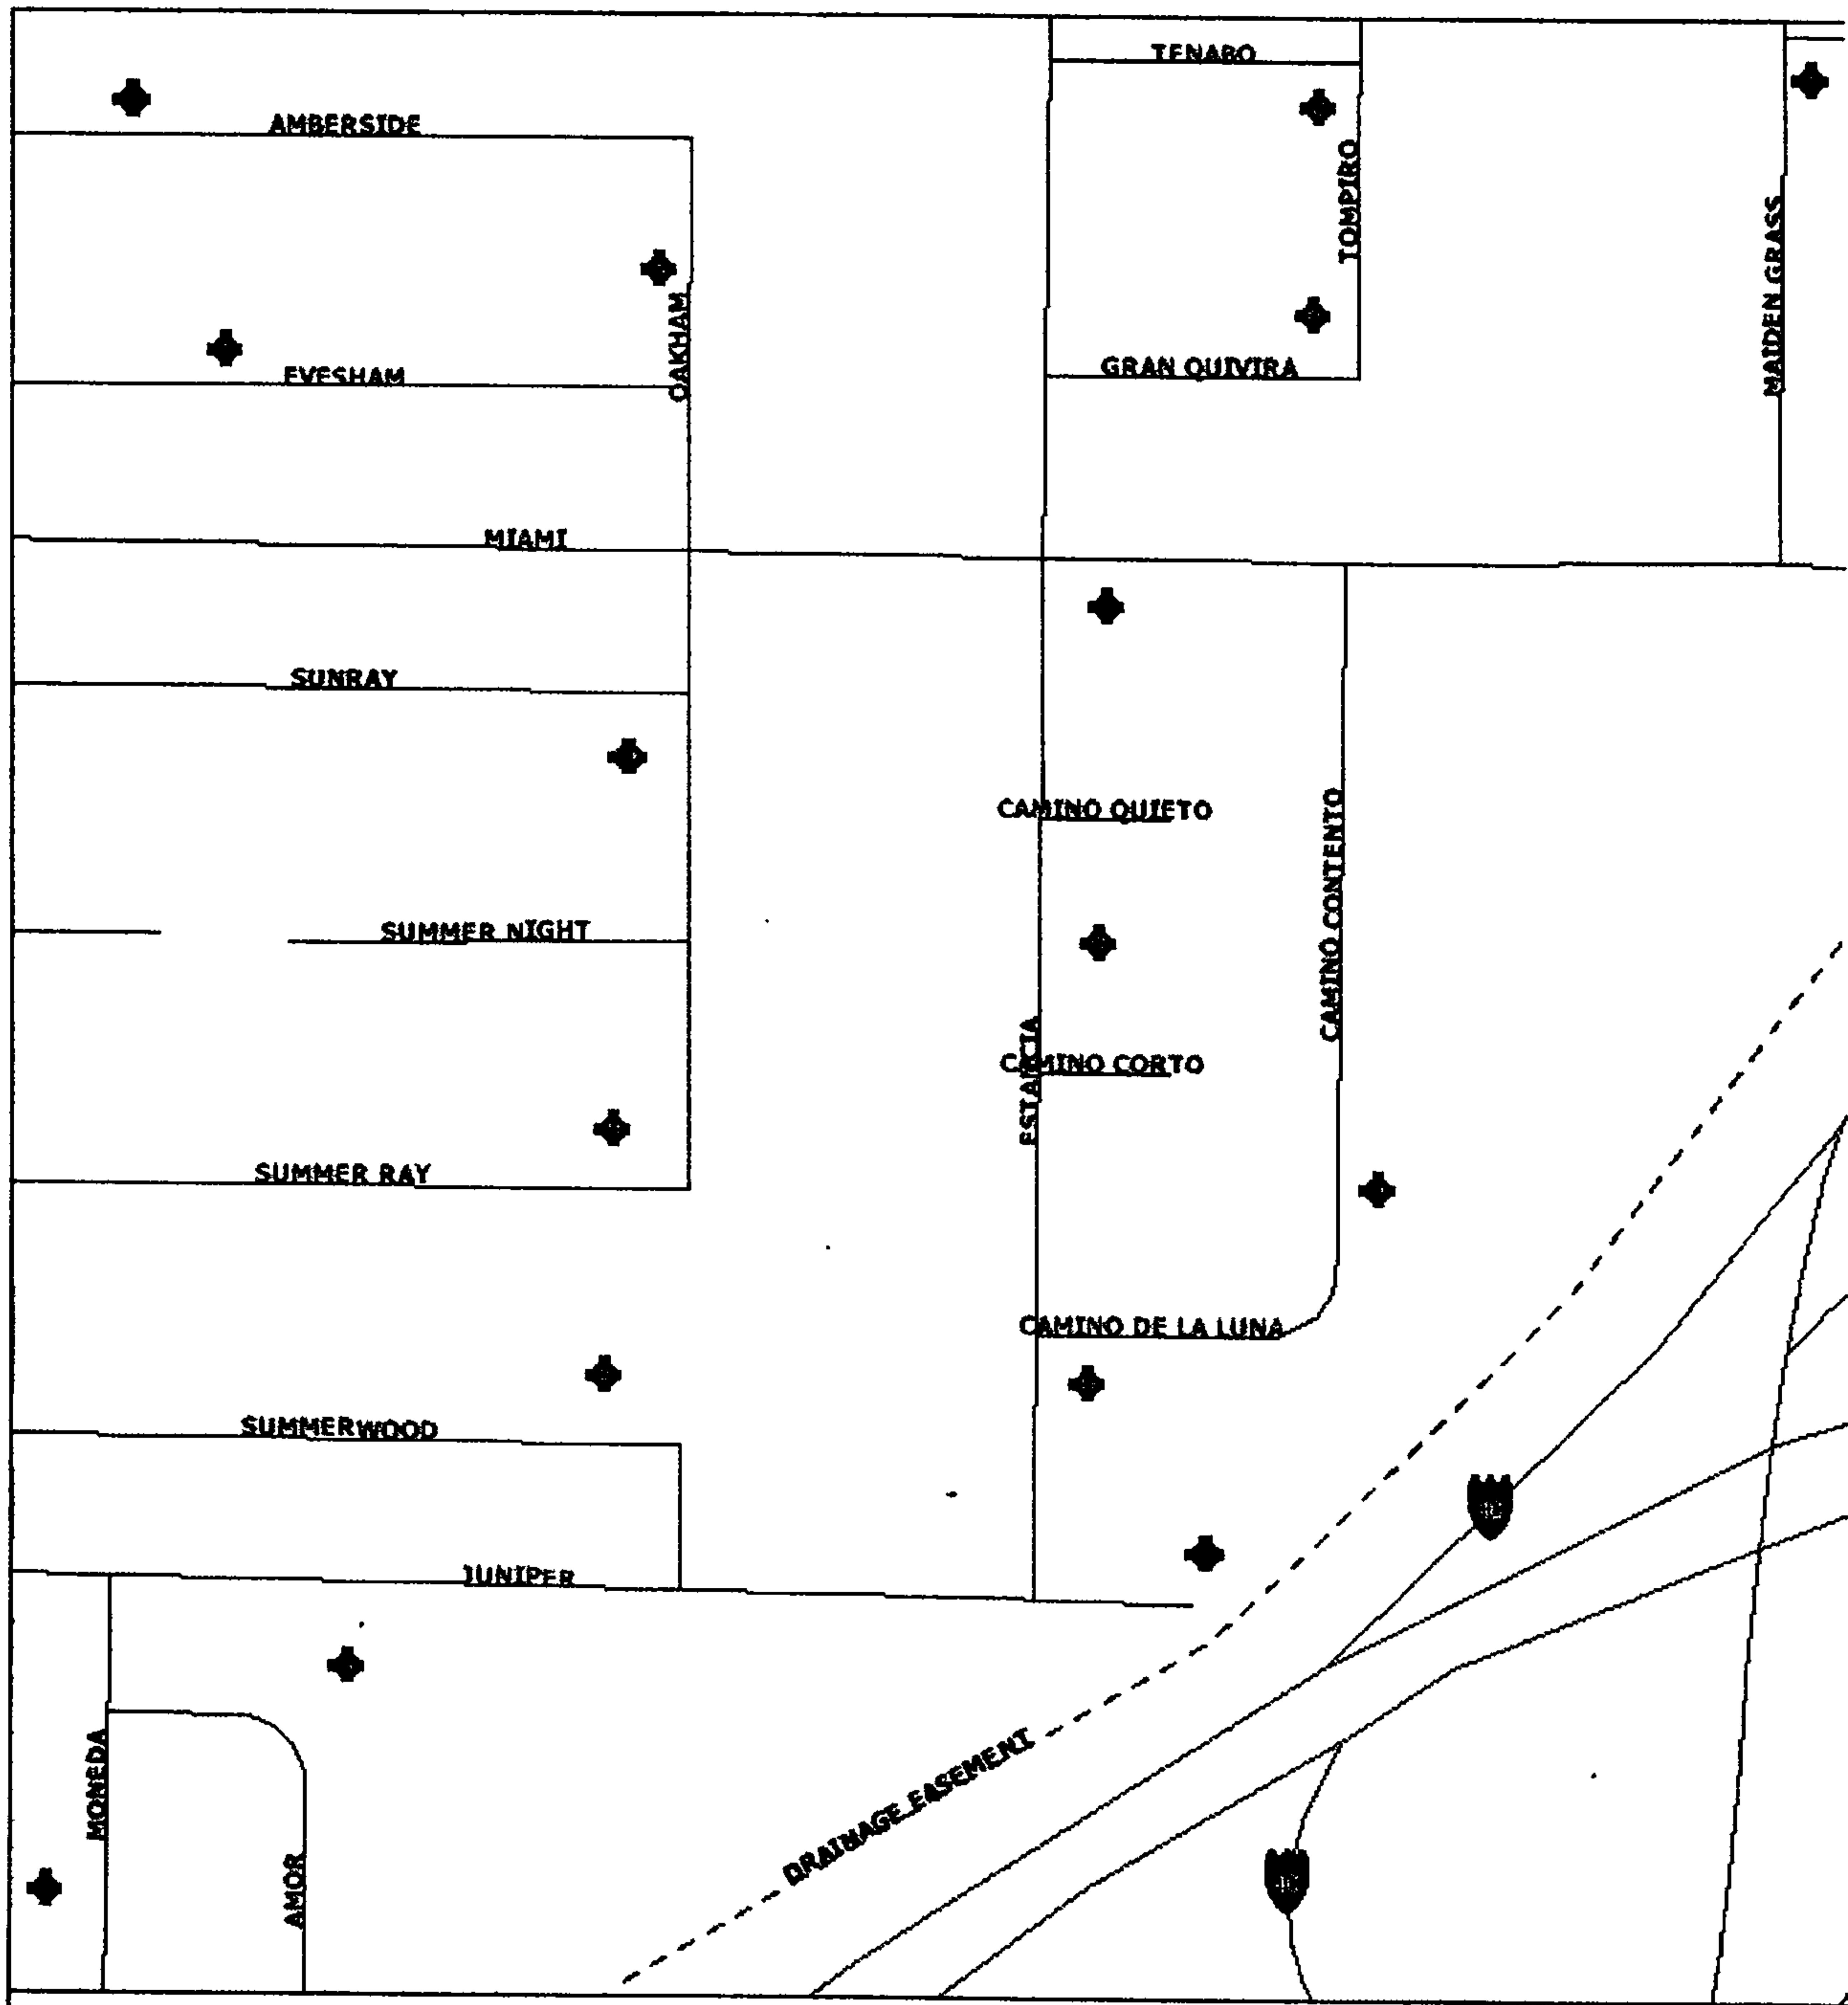 TENABO
AMBERSIDE
TOMPIRO
MAIDEN GRASS
OAKHAM
EVESHAM
GRAN QUIVIRA
MIAMI
SUNRAY
CAMINO QUIETO
CAMINO CONTENTO
SUMMER NIGHT
ESTANCIA
CAMINO CORTO
SUMMER RAY
CAMINO DE LA LUNA
SUMMERWOOD
JUNIPER
MONEDA
DRAINAGE EASEMENT
AMOR